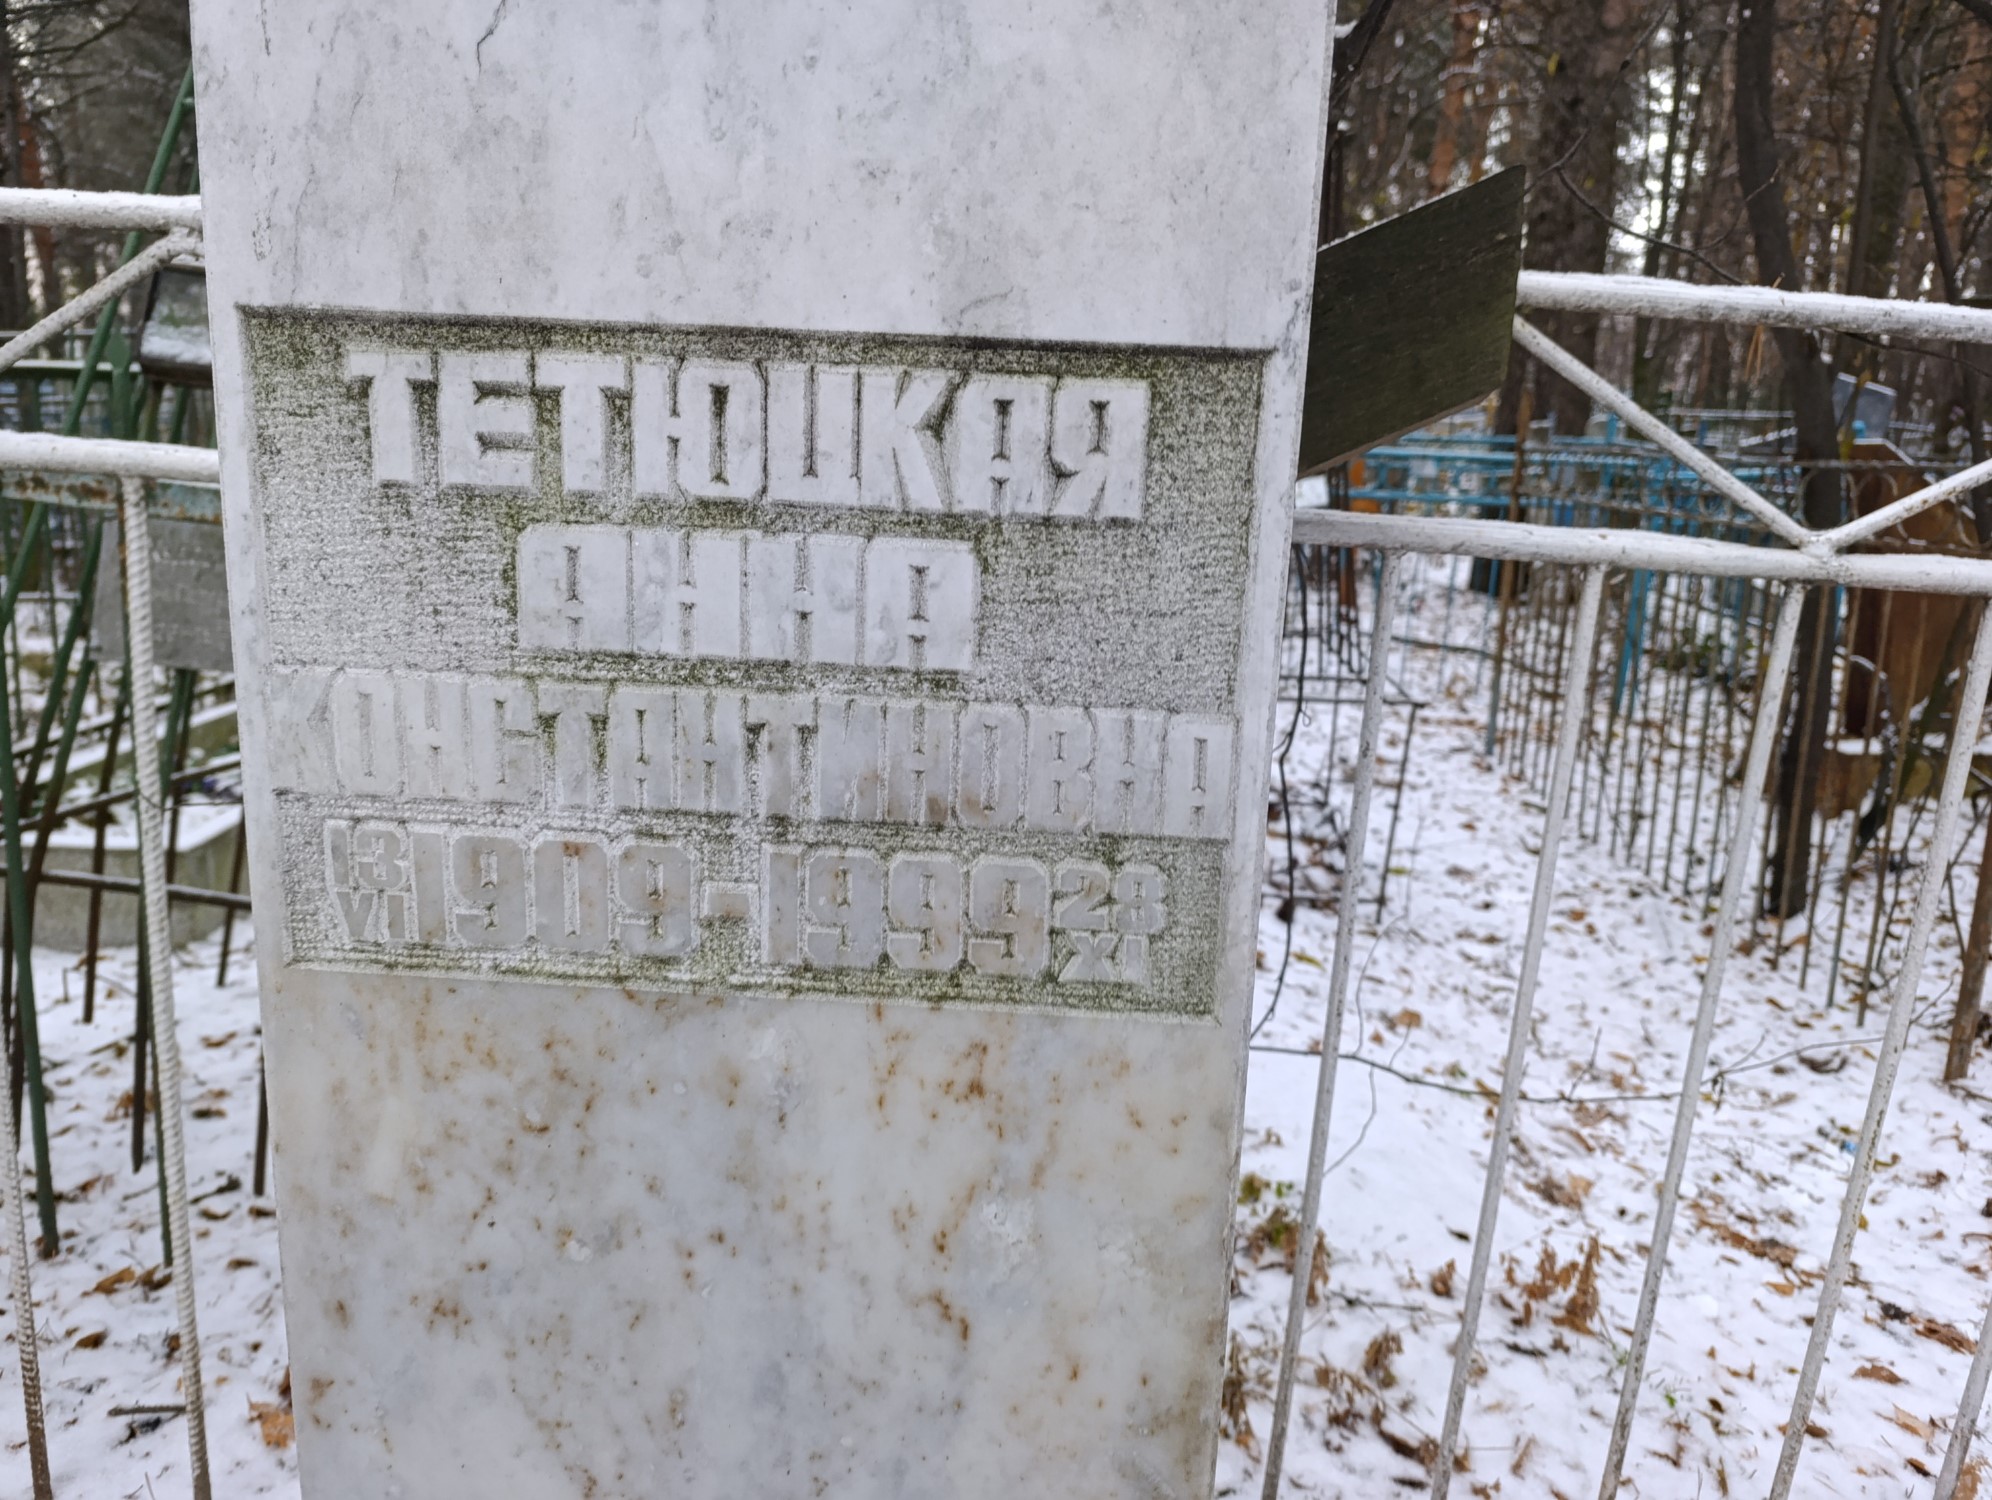 ТЕТЮЦКАЯ
АННА
КОНСТАНТИНОВНА
13 VI 1909-1999 28 XI